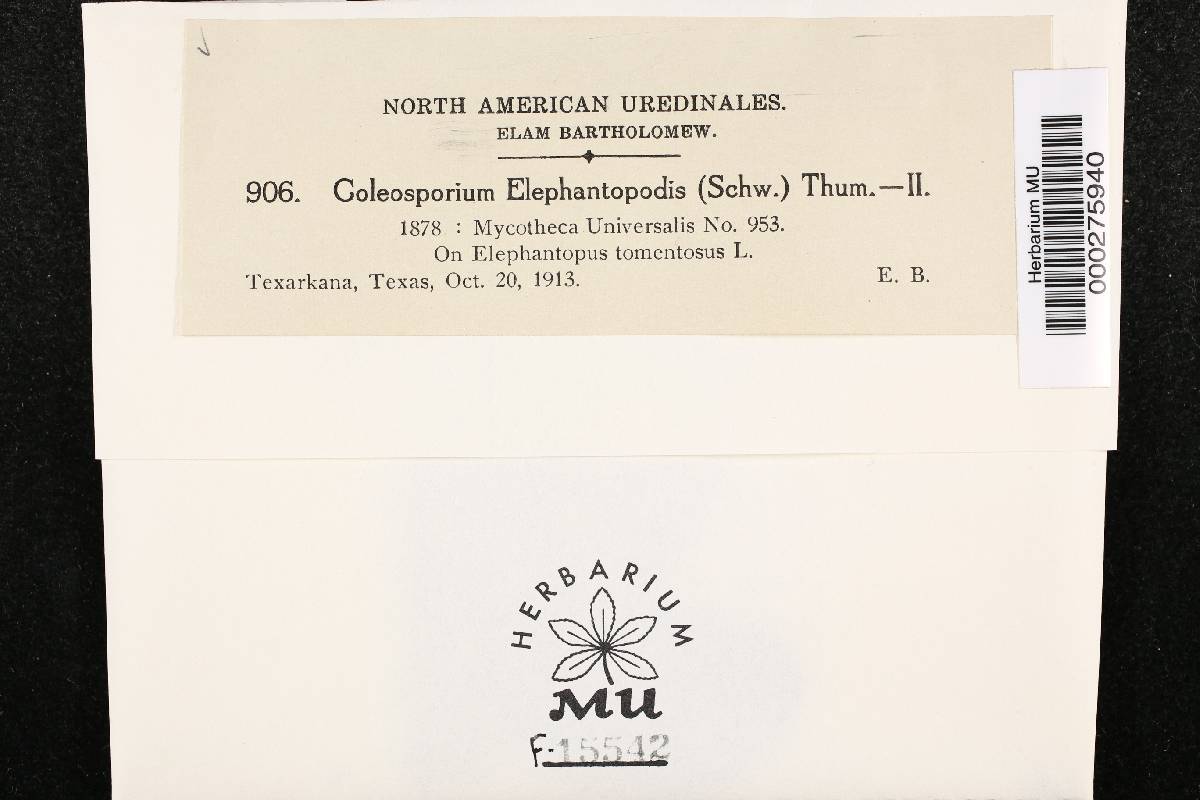 NORTH AMERICAN UREDINALES.
ELAM BARTHOLOMEW.
906. Coleosporium Elephantopodis (Schw.) Thum.—II.
1878 : Mycotheca Universalis No. 953.
On Elephantopus tomentosus L.
Texarkana, Texas, Oct. 20, 1913. E. B.
Herbarium MU
000275940
HERBARIUM
MU
F-15542